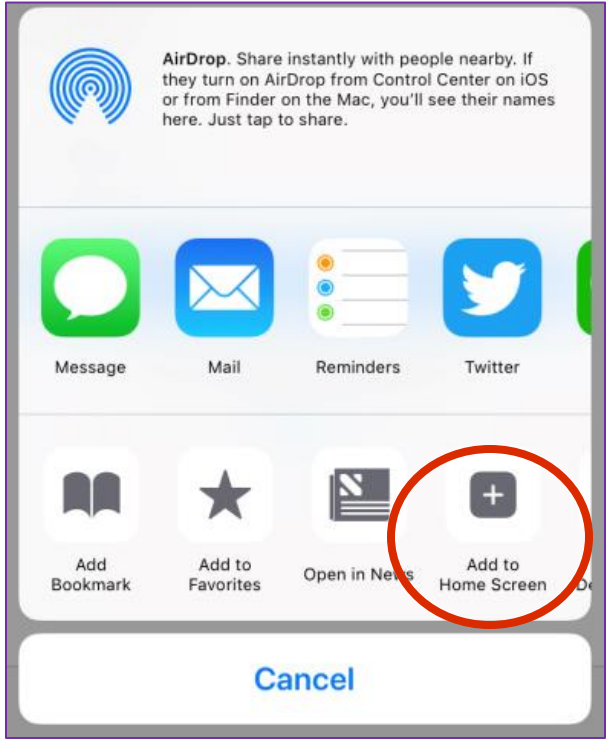 AirDrop. Share instantly with people nearby. If
they turn on AirDrop from Control Center on iOS
or from Finder on the Mac, you'll see their names
here. Just tap to share.
Message
Mail
Reminders
Twitter
Add
Bookmark
Add to
Favorites
Open in News
Add to
Home Screen
Cancel